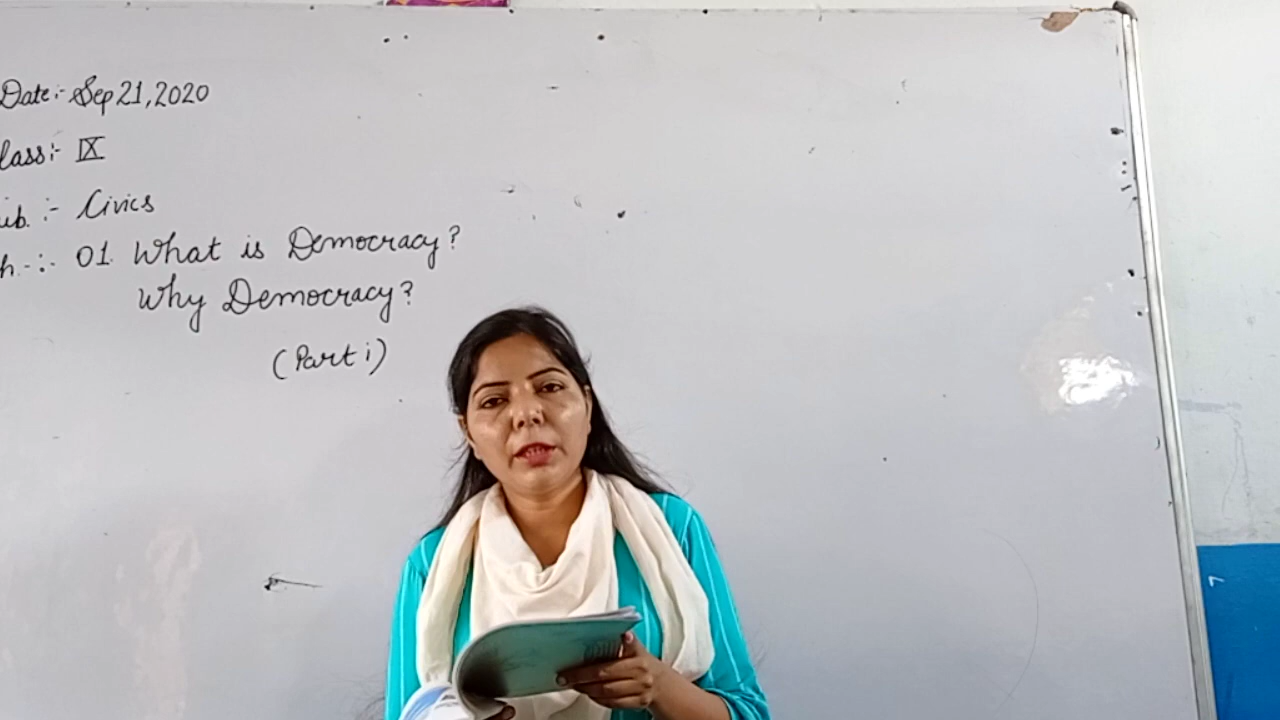 Date:- Sep 21, 2020
lass:- IX
ub. :- Civics
h. -:- 01. What is Democracy?
Why Democracy?
(Part i)